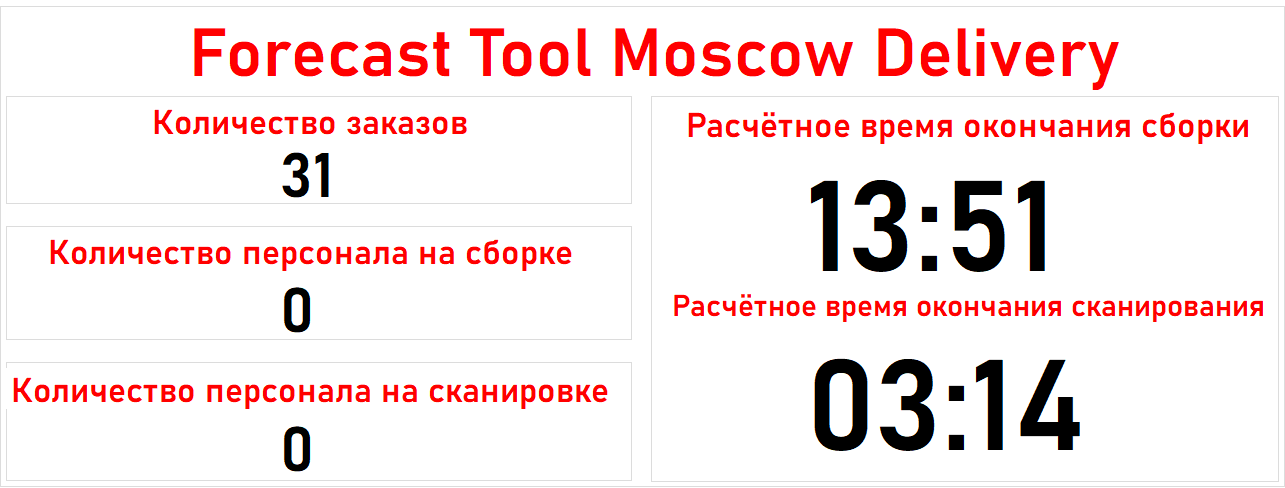 Forecast Tool Moscow Delivery
Количество заказов
31
Количество персонала на сборке
0
Количество персонала на сканировке
0
Расчётное время окончания сборки
13:51
Расчётное время окончания сканирования
03:14